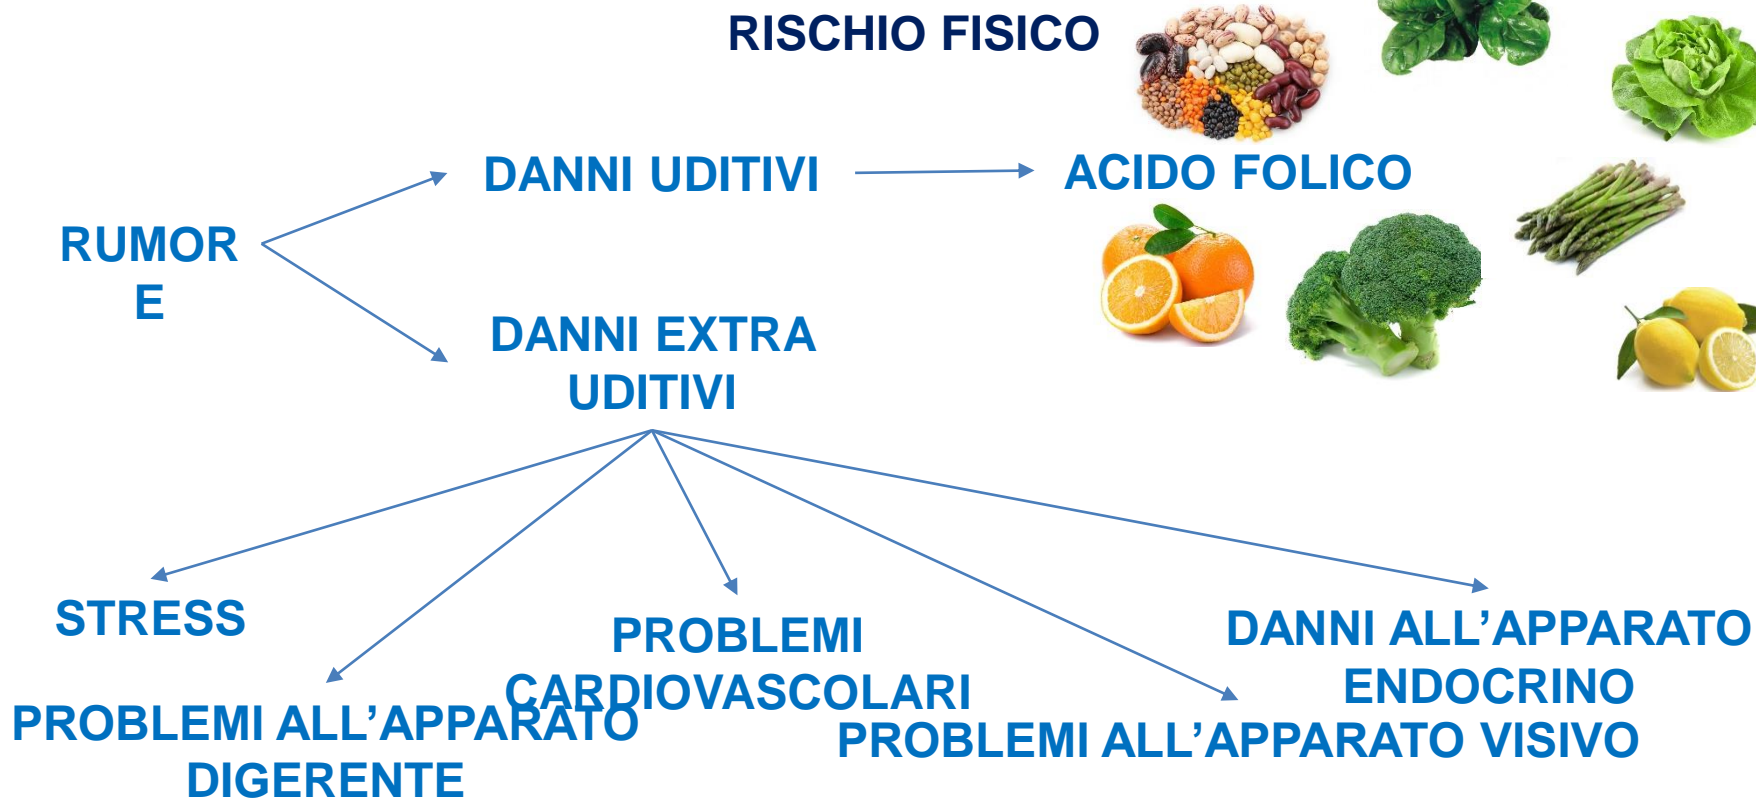 RISCHIO FISICO
DANNI UDITIVI
ACIDO FOLICO
RUMOR
E
DANNI EXTRA
UDITIVI
STRESS
PROBLEMI ALL’APPARATO
DIGERENTE
PROBLEMI
CARDIOVASCOLARI
PROBLEMI ALL’APPARATO VISIVO
DANNI ALL’APPARATO
ENDOCRINO